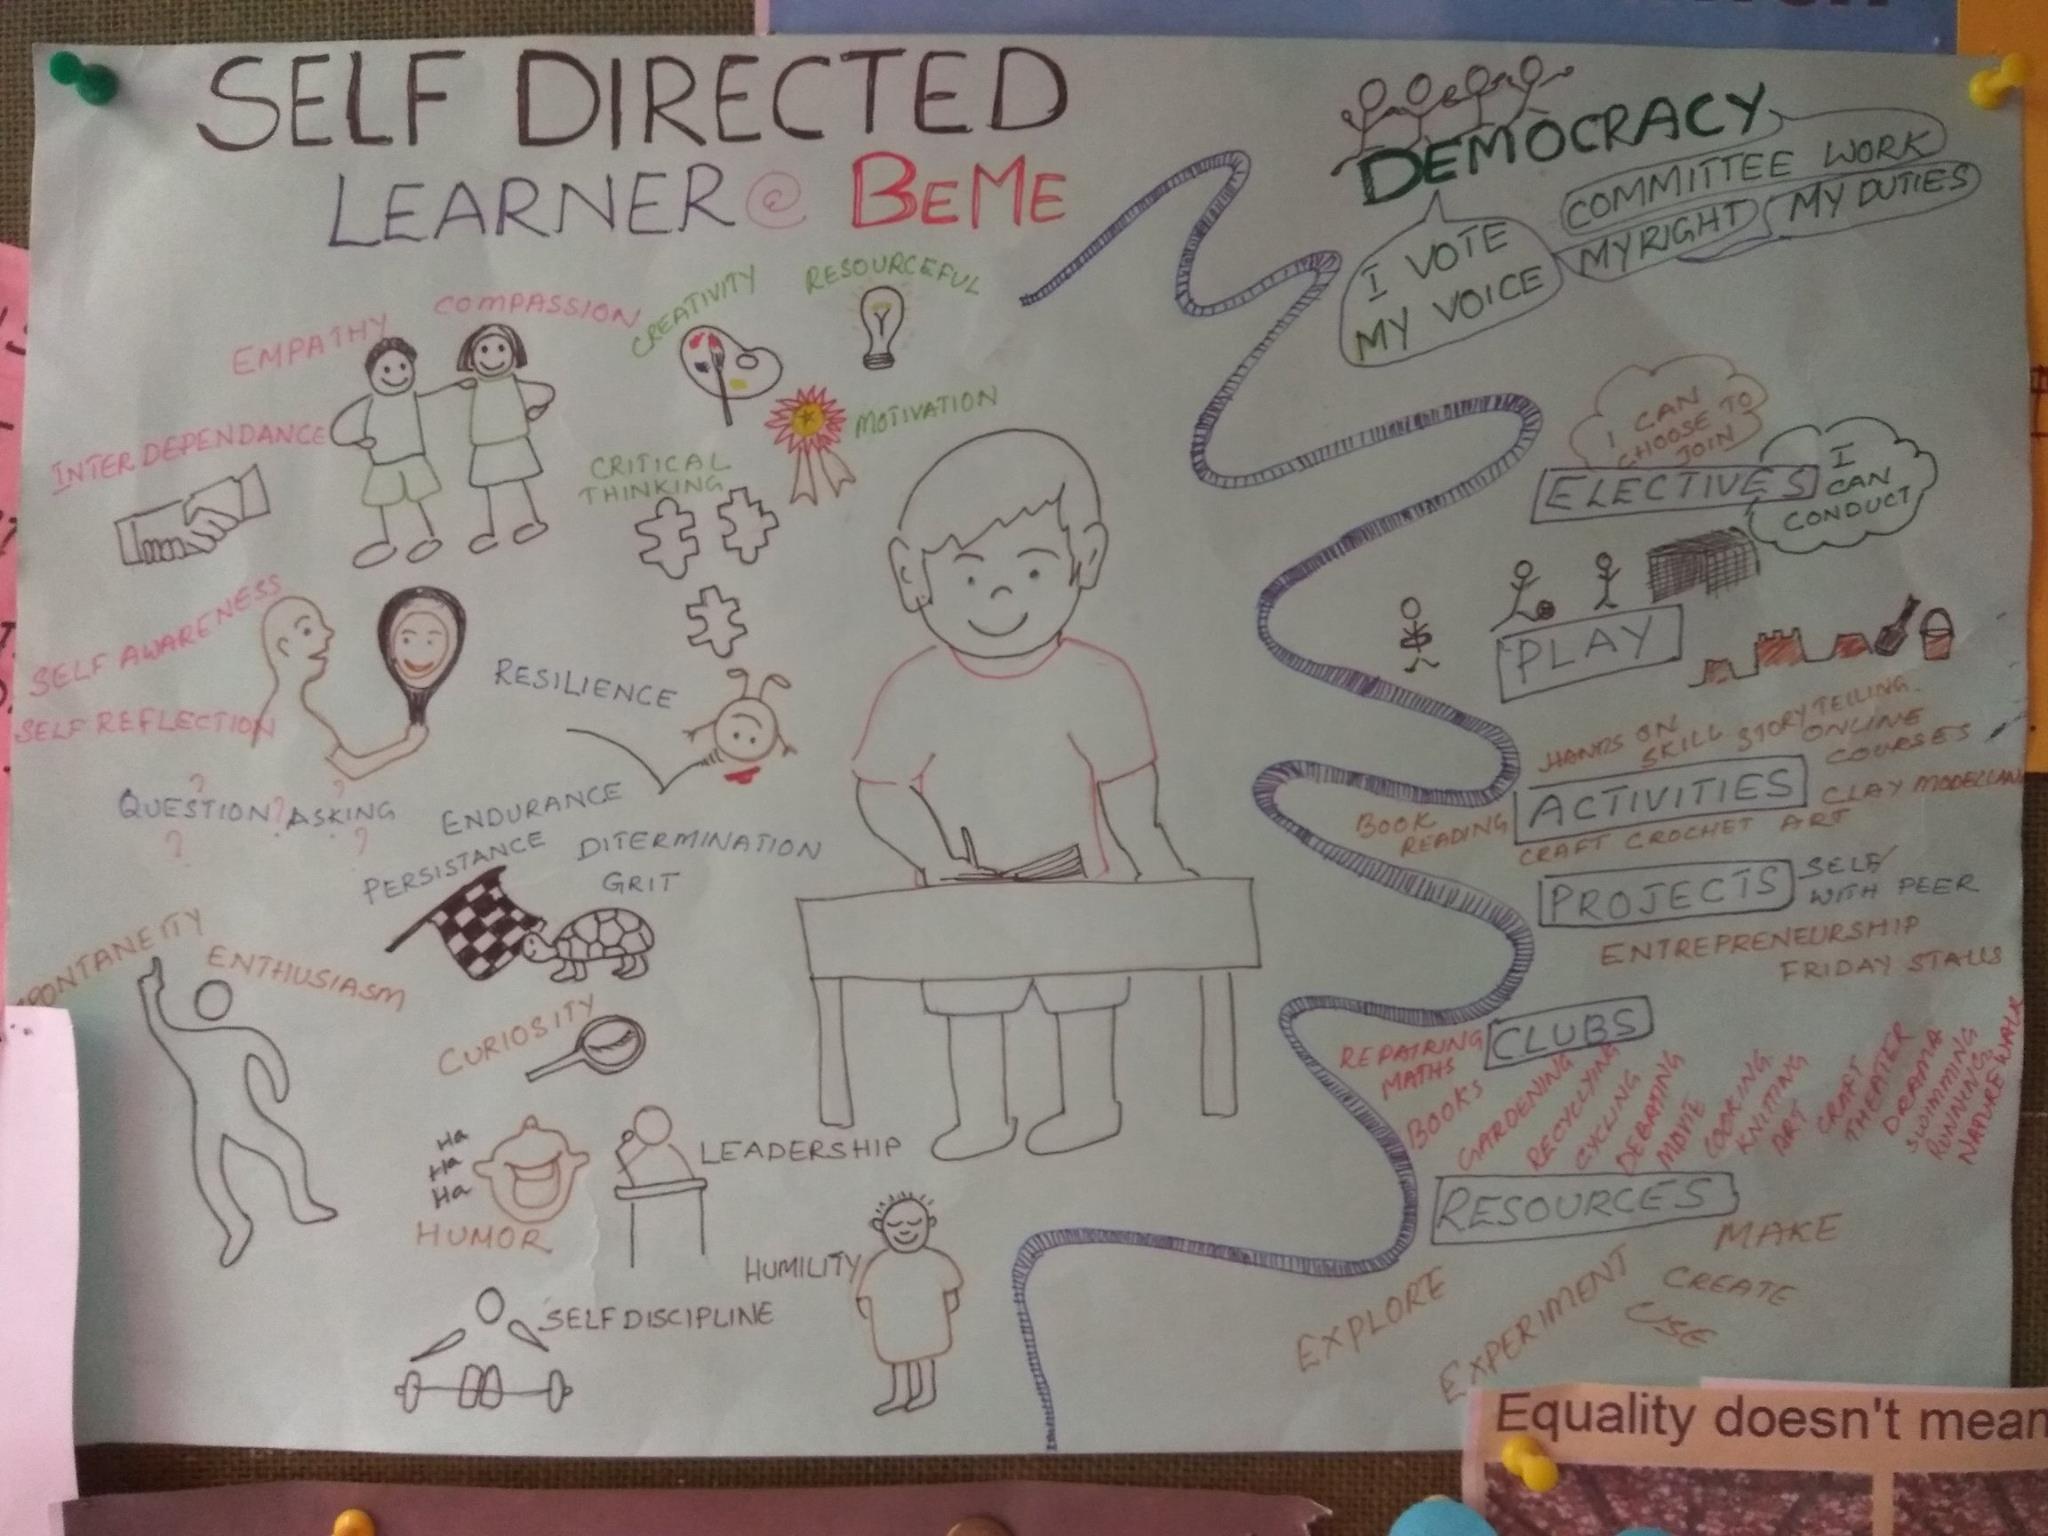 SELF DIRECTED
LEARNER @ BEME
EMPATHY
COMPASSION
CREATIVITY
RESOURCEFUL
INTER DEPENDANCE
CRITICAL
THINKING
MOTIVATION
SELF AWARENESS
SELF REFLECTION
RESILIENCE
? ?
QUESTION? ASKING
? ?
ENDURANCE
PERSISTANCE
DITERMINATION
GRIT
SPONTANEITY
ENTHUSIASM
CURIOSITY
Ha
Ha
Ha
HUMOR
LEADERSHIP
HUMILITY
SELF DISCIPLINE
DEMOCRACY
COMMITTEE WORK
MY RIGHT
MY DUTIES
I VOTE
MY VOICE
I CAN
CHOOSE TO
JOIN
ELECTIVES
I
CAN
CONDUCT
PLAY
HANDS ON
SKILL
STORYTELLING
ONLINE
COURSES
ACTIVITIES
CLAY MODELLAN
BOOK
READING
CRAFT CROCHET ART
PROJECTS
SELF/
WITH PEER
ENTREPRENEURSHIP
FRIDAY STALLS
CLUBS
REPAIRING
MATHS
BOOKS
GARDENING
RECYCLYING
CYCLING
DEBATING
MOVIE
COOKING
KNITTING
ART
CRAFT
THEATER
DRAMA
SWIMMING
RUNNING
NATURE WALK
RESOURCES
EXPLORE
EXPERIMENT
MAKE
CREATE
USE
Equality doesn't mean